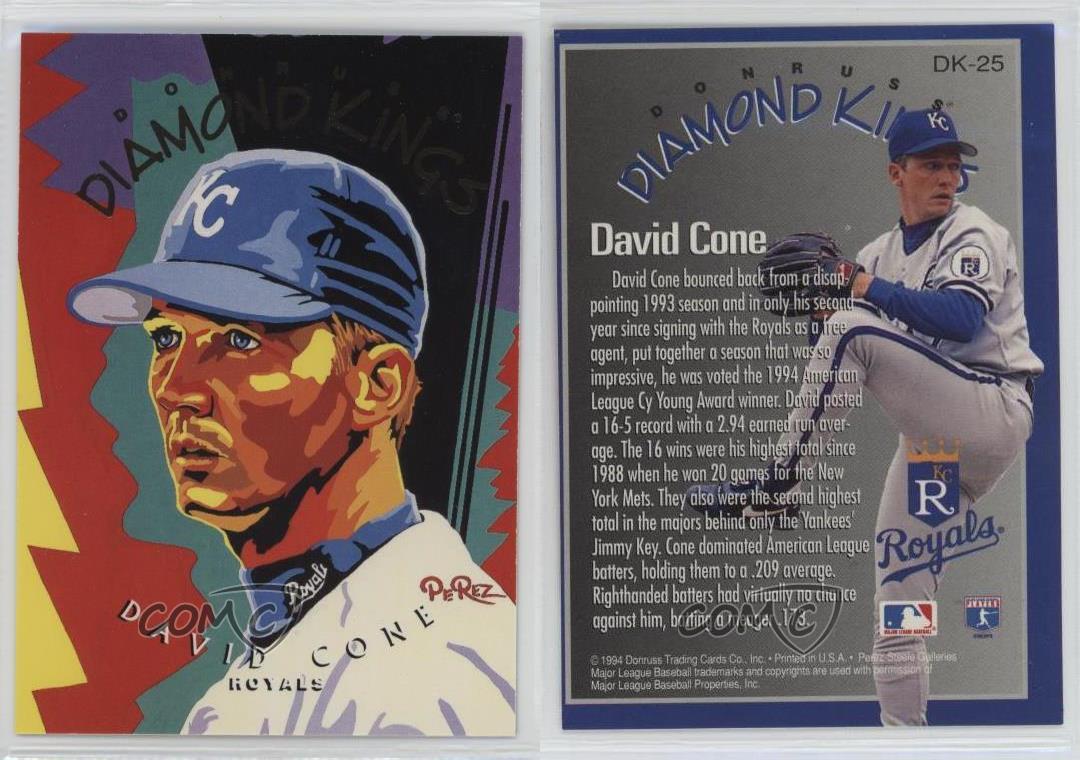 DONRUSS
DIAMOND KINGS
KC
Royals
PEREZ
DAVID CONE
ROYALS
COMC
DK-25
DONRUSS
DIAMOND KI S
KC
R
David Cone
David Cone bounced back from a disap-
pointing 1993 season and in only his second
year since signing with the Royals as a free
agent, put together a season that was so
impressive, he was voted the 1994 American
League Cy Young Award winner. David posted
a 16-5 record with a 2.94 earned run aver-
age. The 16 wins were his highest total since
1988 when he won 20 games for the New
York Mets. They also were the second highest
total in the majors behind only the Yankees'
Jimmy Key. Cone dominated American League
batters, holding them to a .209 average.
Righthanded batters had virtually no chance
against him, batting a meager .173.
KC
R
Royals
COMC
MAJOR LEAGUE BASEBALL
PLAYERS
© 1994 Donruss Trading Cards Co., Inc. • Printed in U.S.A. • Perez-Steele Galleries
Major League Baseball trademarks and copyrights are used with permission of
Major League Baseball Properties, Inc.